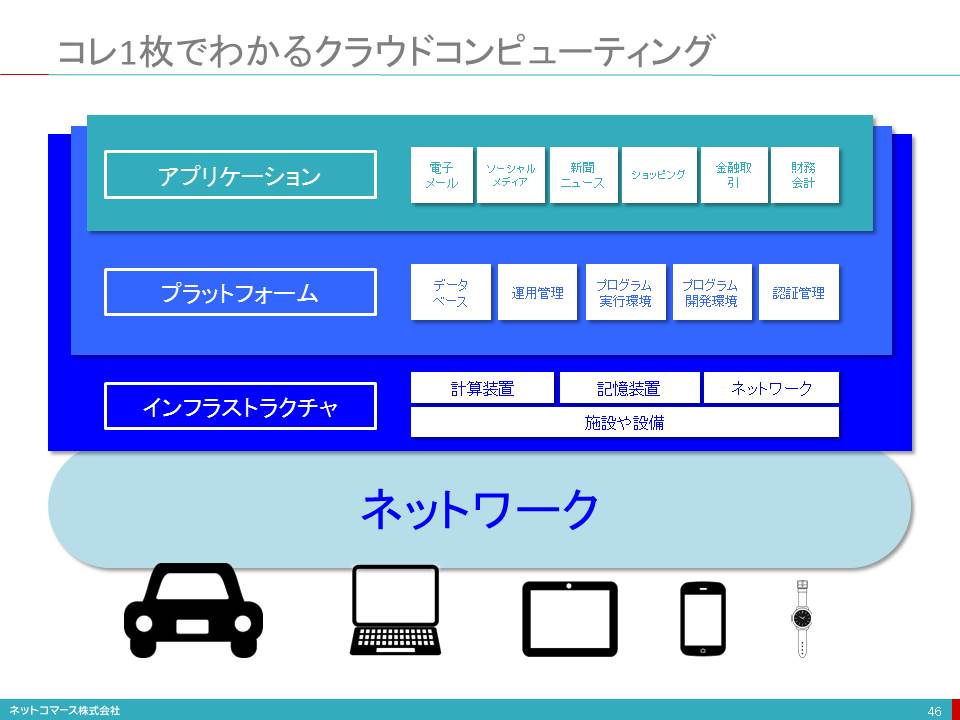 コレ1枚でわかるクラウドコンピューティング
アプリケーション
電子
メール
ソーシャル
メディア
新聞
ニュース
ショッピング
金融取
引
財務
会計
プラットフォーム
データ
ベース
運用管理
プログラム
実行環境
プログラム
開発環境
認証管理
インフラストラクチャ
計算装置
記憶装置
ネットワーク
施設や設備
ネットワーク
ネットコマース株式会社
46